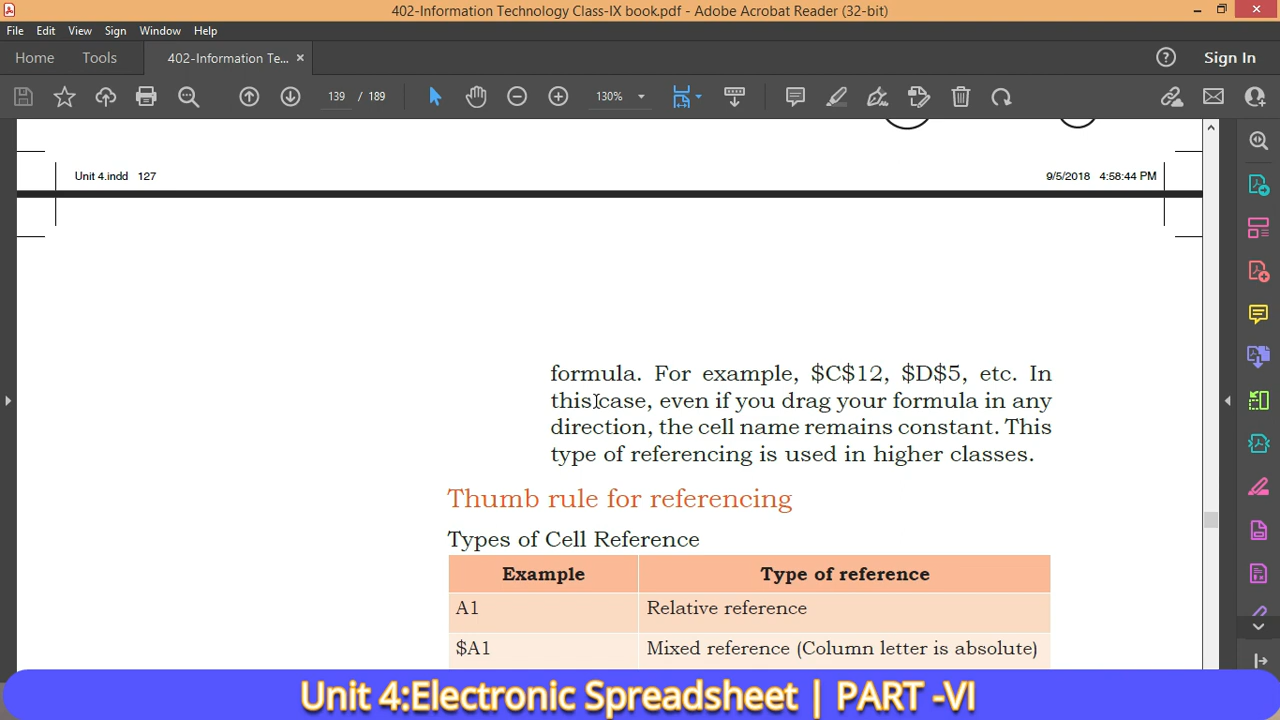 402-Information Technology Class-IX book.pdf - Adobe Acrobat Reader (32-bit)
File Edit View Sign Window Help
Home Tools 402-Information Te... × Sign In
139 / 189 130%
Unit 4.indd 127 9/5/2018 4:58:44 PM
formula. For example, $C$12, $D$5, etc. In
this case, even if you drag your formula in any
direction, the cell name remains constant. This
type of referencing is used in higher classes.
Thumb rule for referencing
Types of Cell Reference
Example Type of reference
A1 Relative reference
$A1 Mixed reference (Column letter is absolute)
Unit 4:Electronic Spreadsheet | PART -VI